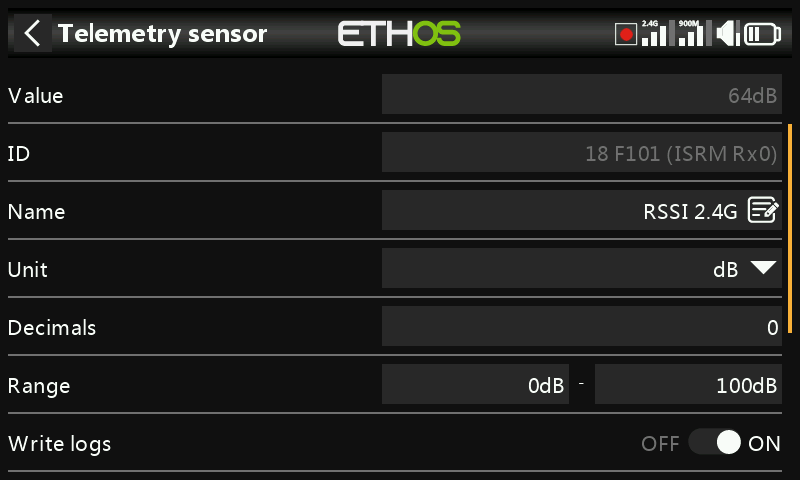 Telemetry sensor ETHOS 2.4G 900M
Value 64dB
ID 18 F101 (ISRM Rx0)
Name RSSI 2.4G
Unit dB
Decimals 0
Range 0dB - 100dB
Write logs OFF ON